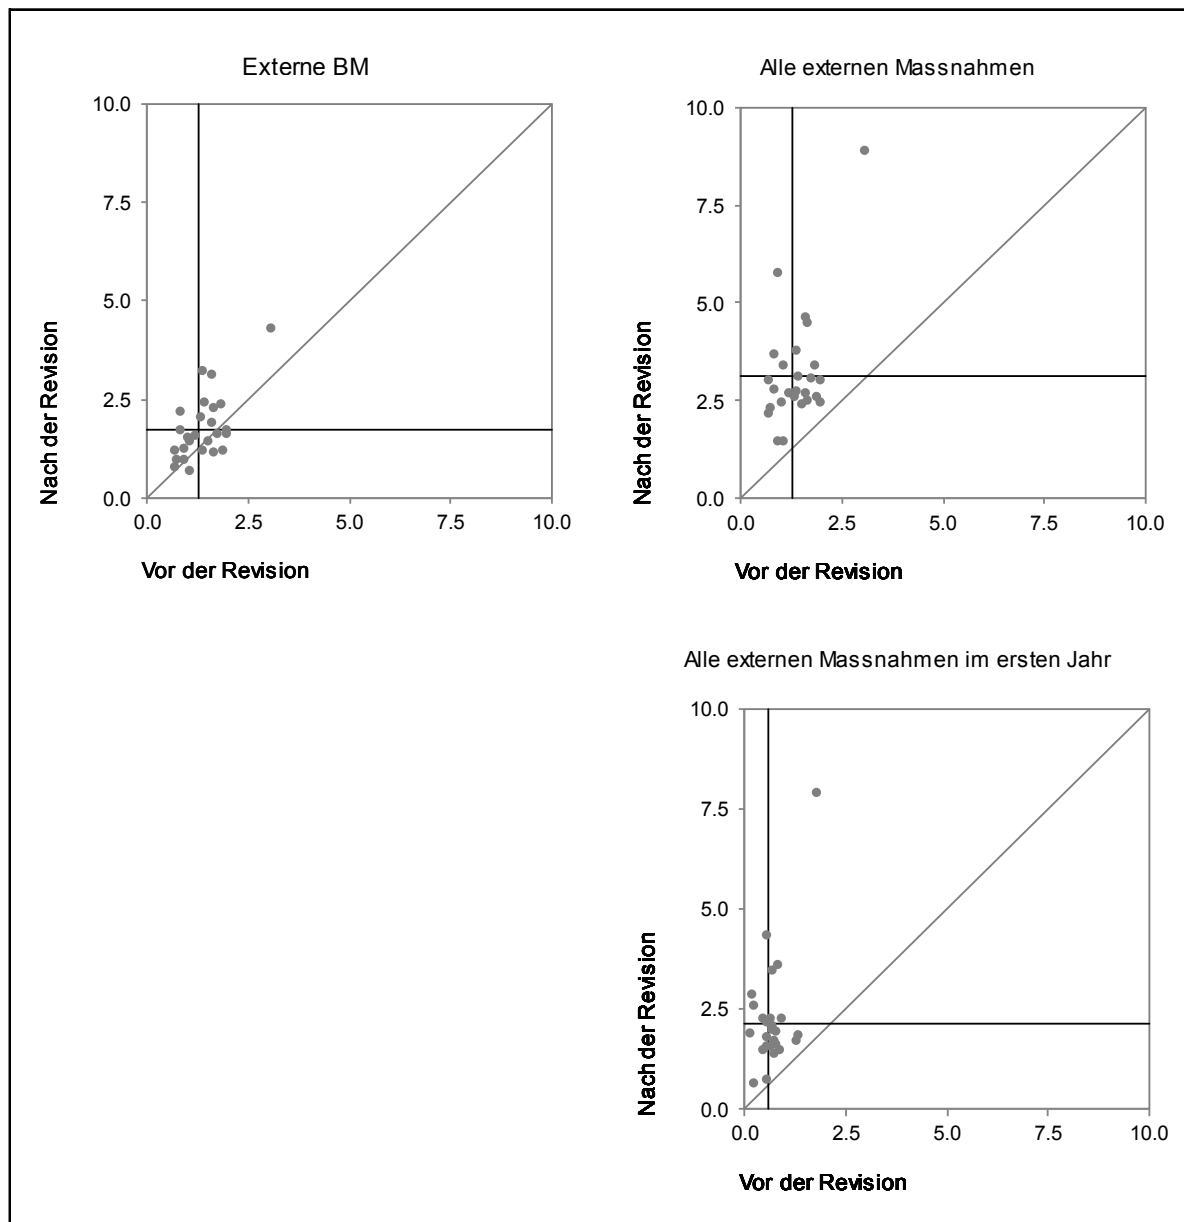 Externe BM
10.0
7.5
5.0
2.5
0.0
0.0 2.5 5.0 7.5 10.0
Nach der Revision
Vor der Revision
Alle externen Massnahmen
10.0
7.5
5.0
2.5
0.0
0.0 2.5 5.0 7.5 10.0
Nach der Revision
Vor der Revision
Alle externen Massnahmen im ersten Jahr
10.0
7.5
5.0
2.5
0.0
0.0 2.5 5.0 7.5 10.0
Nach der Revision
Vor der Revision